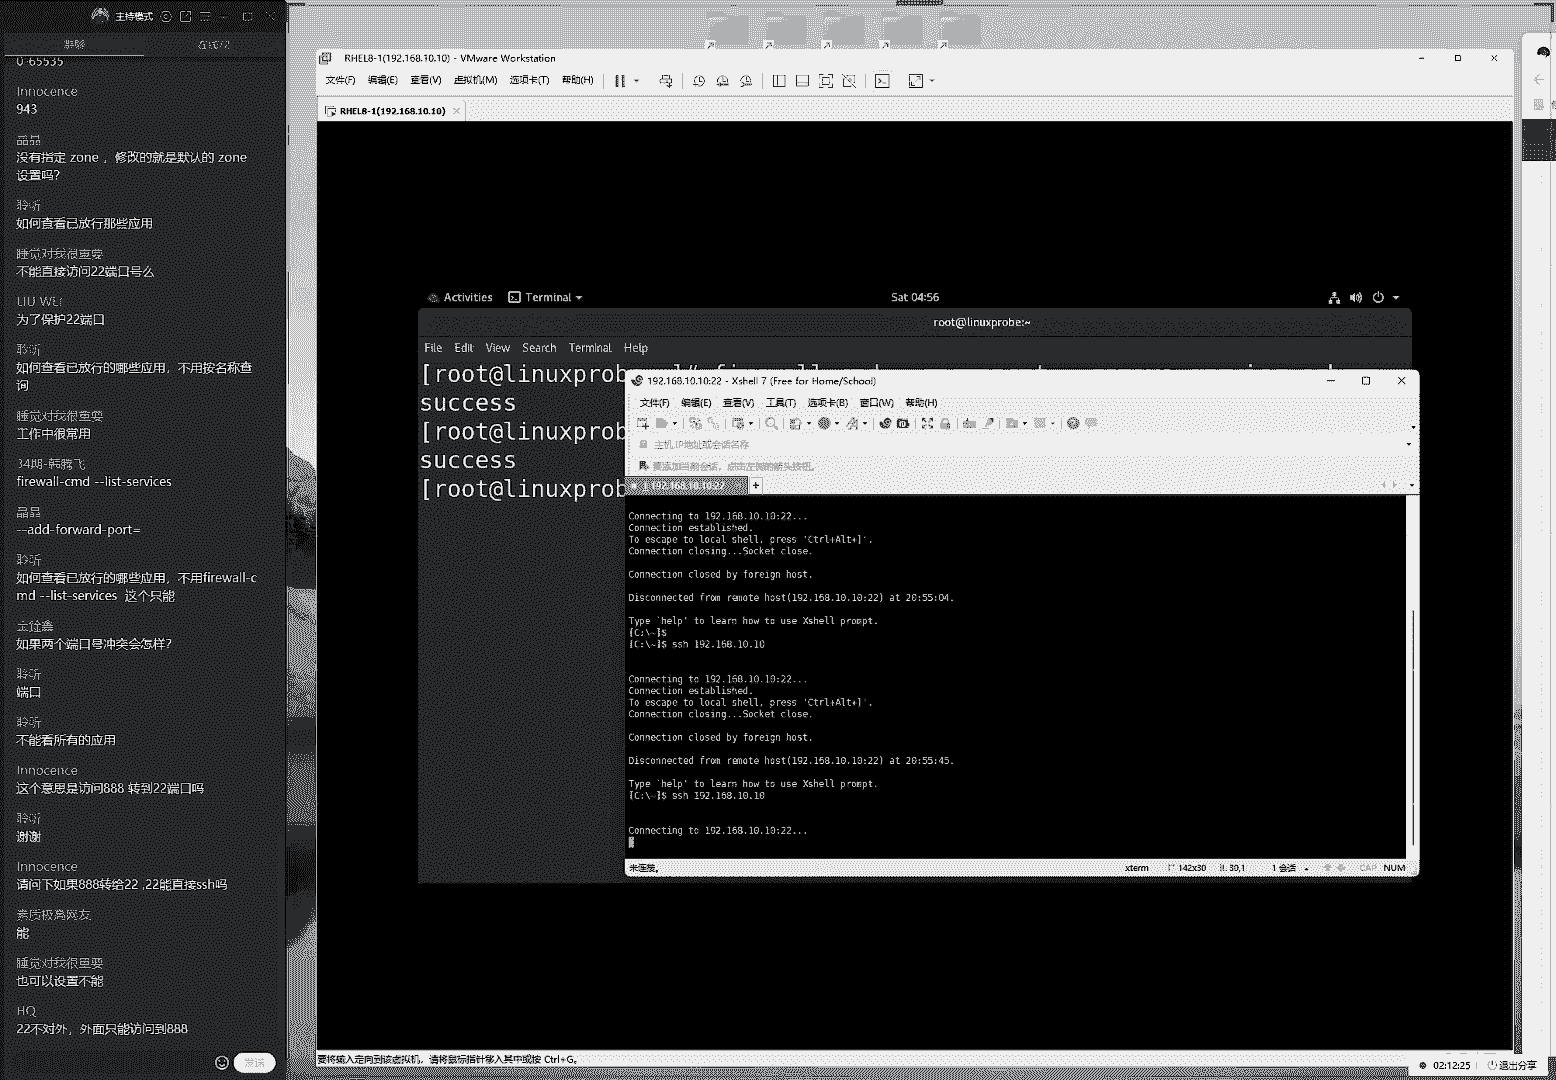 主持模式
群聊
0-65535
Innocence
943
晶晶
没有指定 zone ，修改的就是默认的 zone
设置吗?
聆听
如何查看已放行那些应用
睡觉对我很重要
不能直接访问22端口号么
LIU WEI
为了保护22端口
聆听
如何查看已放行的哪些应用，不用按名称查
询
睡觉对我很重要
工作中很常用
34期-韩腾飞
firewall-cmd --list-services
晶晶
--add-forward-port=
聆听
如何查看已放行的哪些应用，不用firewall-c
md --list-services 这个只能
如果两个端口号冲突会怎样?
聆听
端口
聆听
不能看所有的应用
Innocence
这个意思是访问888 转到22端口吗
聆听
谢谢
Innocence
请问下如果888转给22 ,22能直接ssh吗
素质极高网友
能
睡觉对我很重要
也可以设置不能
HQ
22不对外，外面只能访问到888
发送
RHEL8-1(192.168.10.10) - VMware Workstation
文件(F) 编辑(E) 查看(V) 虚拟机(M) 选项卡(T) 帮助(H)
RHEL8-1(192.168.10.10)
Activities Terminal Sat 04:56
root@linuxprobe:~
File Edit View Search Terminal Help
[root@linuxprob
success
[root@linuxprob
success
[root@linuxprob
192.168.10.10:22 - Xshell 7 (Free for Home/School)
文件(F) 编辑(E) 查看(V) 工具(T) 选项卡(B) 窗口(W) 帮助(H)
主机,IP地址或会话名称
要添加当前会话，点击左侧的箭头按钮。
1 192.168.10.10:22
Connecting to 192.168.10.10:22...
Connection established.
To escape to local shell, press 'Ctrl+Alt+]'.
Connection closing...Socket close.
Connection closed by foreign host.
Disconnected from remote host(192.168.10.10:22) at 20:55:04.
Type `help' to learn how to use Xshell prompt.
[C:\~]$
[C:\~]$ ssh 192.168.10.10
Connecting to 192.168.10.10:22...
Connection established.
To escape to local shell, press 'Ctrl+Alt+]'.
Connection closing...Socket close.
Connection closed by foreign host.
Disconnected from remote host(192.168.10.10:22) at 20:55:45.
Type `help' to learn how to use Xshell prompt.
[C:\~]$ ssh 192.168.10.10
Connecting to 192.168.10.10:22...
未连接。 xterm 142x30 30,1 1 会话 CAP NUM
要将输入定向到该虚拟机，请将鼠标指针移入其中或按 Ctrl+G。
02:12:25 退出分享